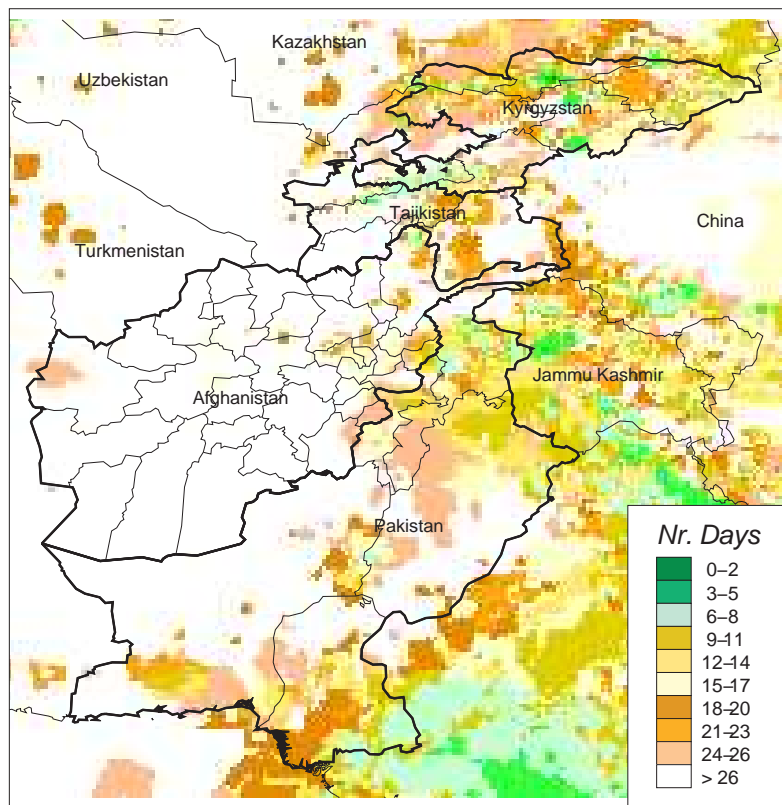 Kazakhstan
Uzbekistan
Kyrgyzstan
Tajikistan
China
Turkmenistan
Jammu Kashmir
Afghanistan
Pakistan
Nr. Days
0–2
3–5
6–8
9–11
12–14
15–17
18–20
21–23
24–26
> 26